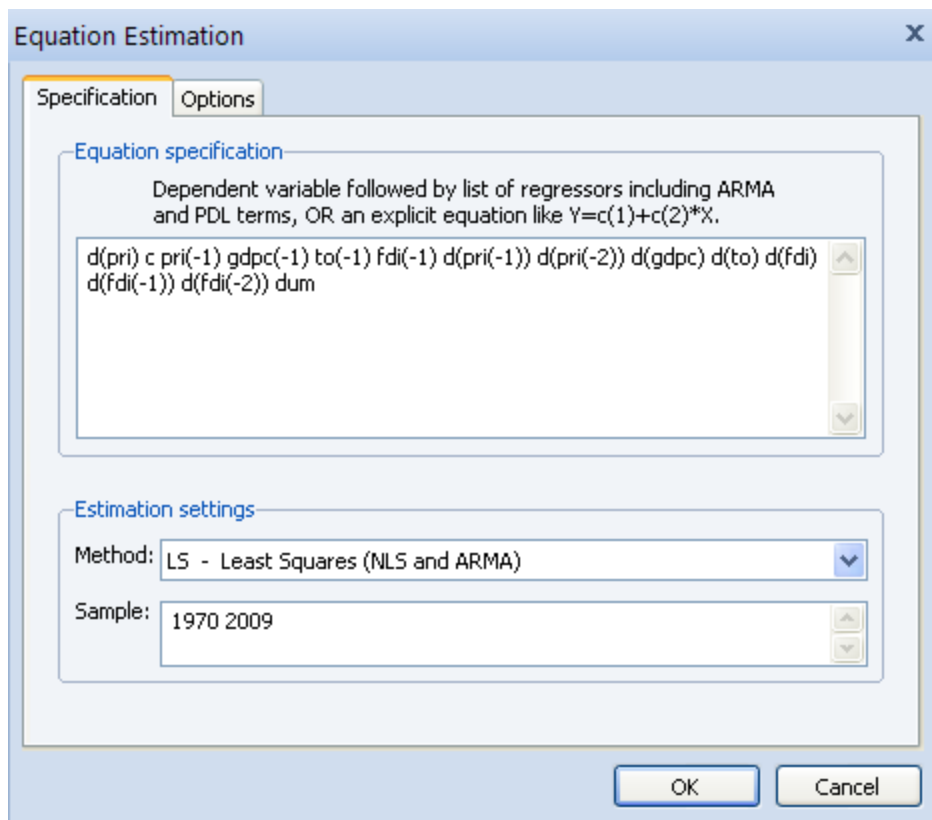 Equation Estimation
Specification
Options
Equation specification
Dependent variable followed by list of regressors including ARMA
and PDL terms, OR an explicit equation like Y=c(1)+c(2)*X.
d(pri) c pri(-1) gdpc(-1) to(-1) fdi(-1) d(pri(-1)) d(pri(-2)) d(gdpc) d(to) d(fdi)
d(fdi(-1)) d(fdi(-2)) dum
Estimation settings
Method: LS - Least Squares (NLS and ARMA)
Sample: 1970 2009
OK
Cancel